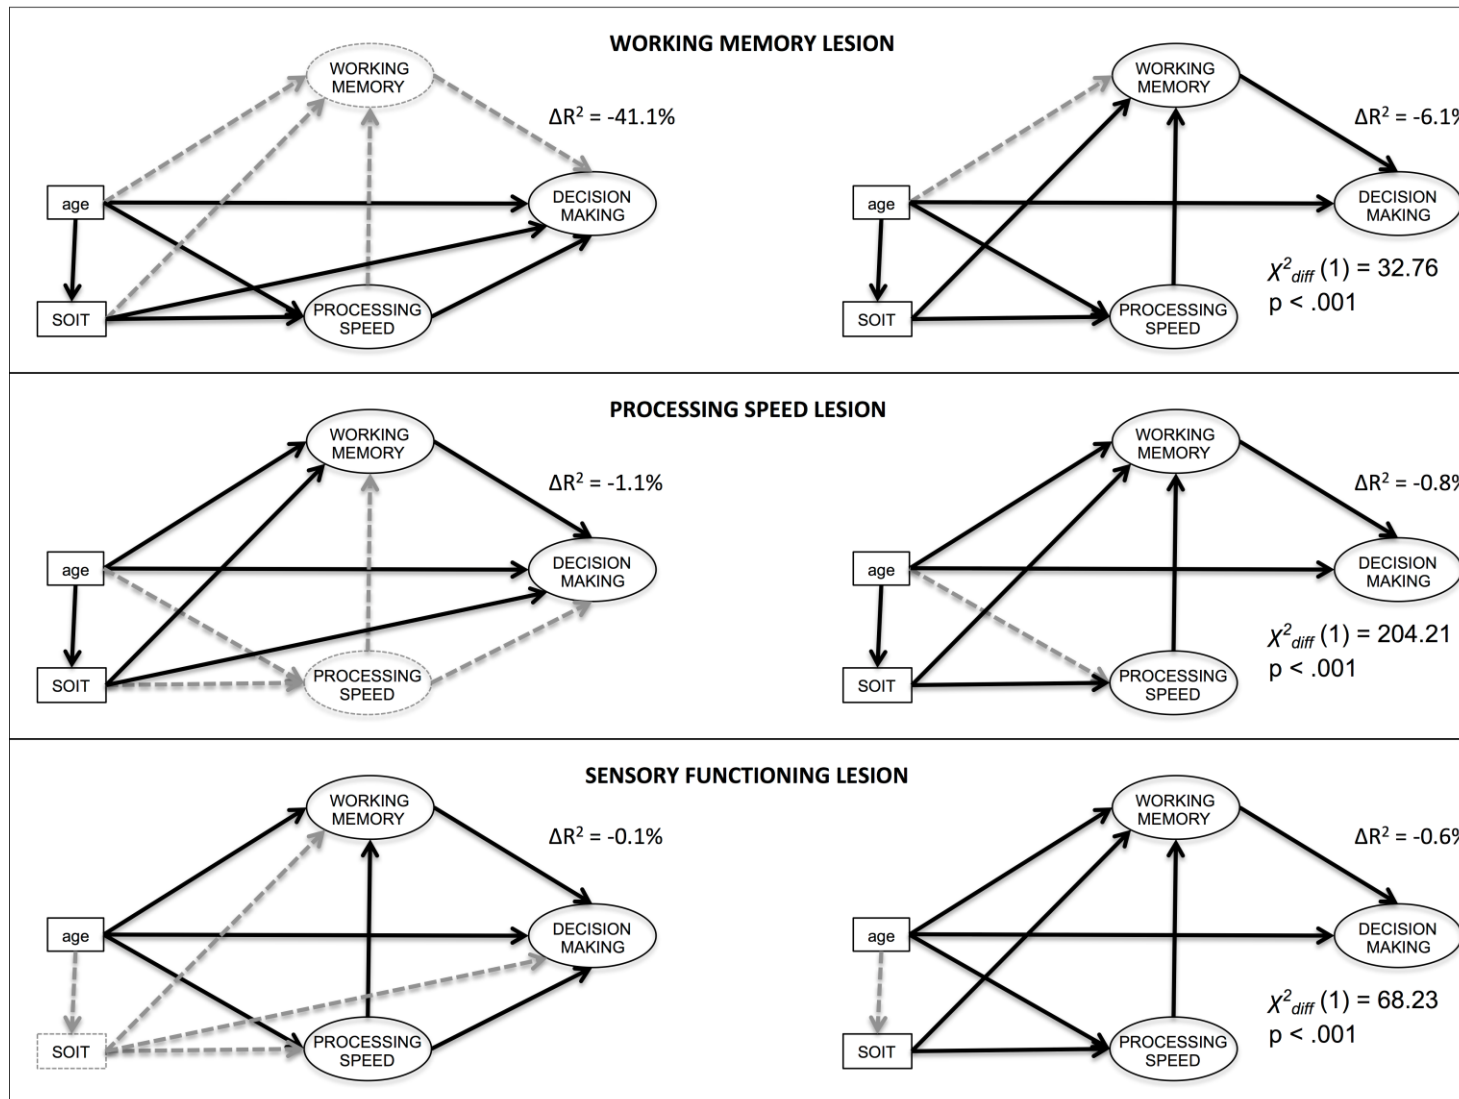 WORKING MEMORY LESION
WORKING
MEMORY
ΔR² = -41.1%
age
DECISION
MAKING
SOIT
PROCESSING
SPEED
WORKING
MEMORY
ΔR² = -6.1%
age
DECISION
MAKING
χ²diff (1) = 32.76
p < .001
SOIT
PROCESSING
SPEED
PROCESSING SPEED LESION
WORKING
MEMORY
ΔR² = -1.1%
age
DECISION
MAKING
SOIT
PROCESSING
SPEED
WORKING
MEMORY
ΔR² = -0.8%
age
DECISION
MAKING
χ²diff (1) = 204.21
p < .001
SOIT
PROCESSING
SPEED
SENSORY FUNCTIONING LESION
WORKING
MEMORY
ΔR² = -0.1%
age
DECISION
MAKING
SOIT
PROCESSING
SPEED
WORKING
MEMORY
ΔR² = -0.6%
age
DECISION
MAKING
χ²diff (1) = 68.23
p < .001
SOIT
PROCESSING
SPEED